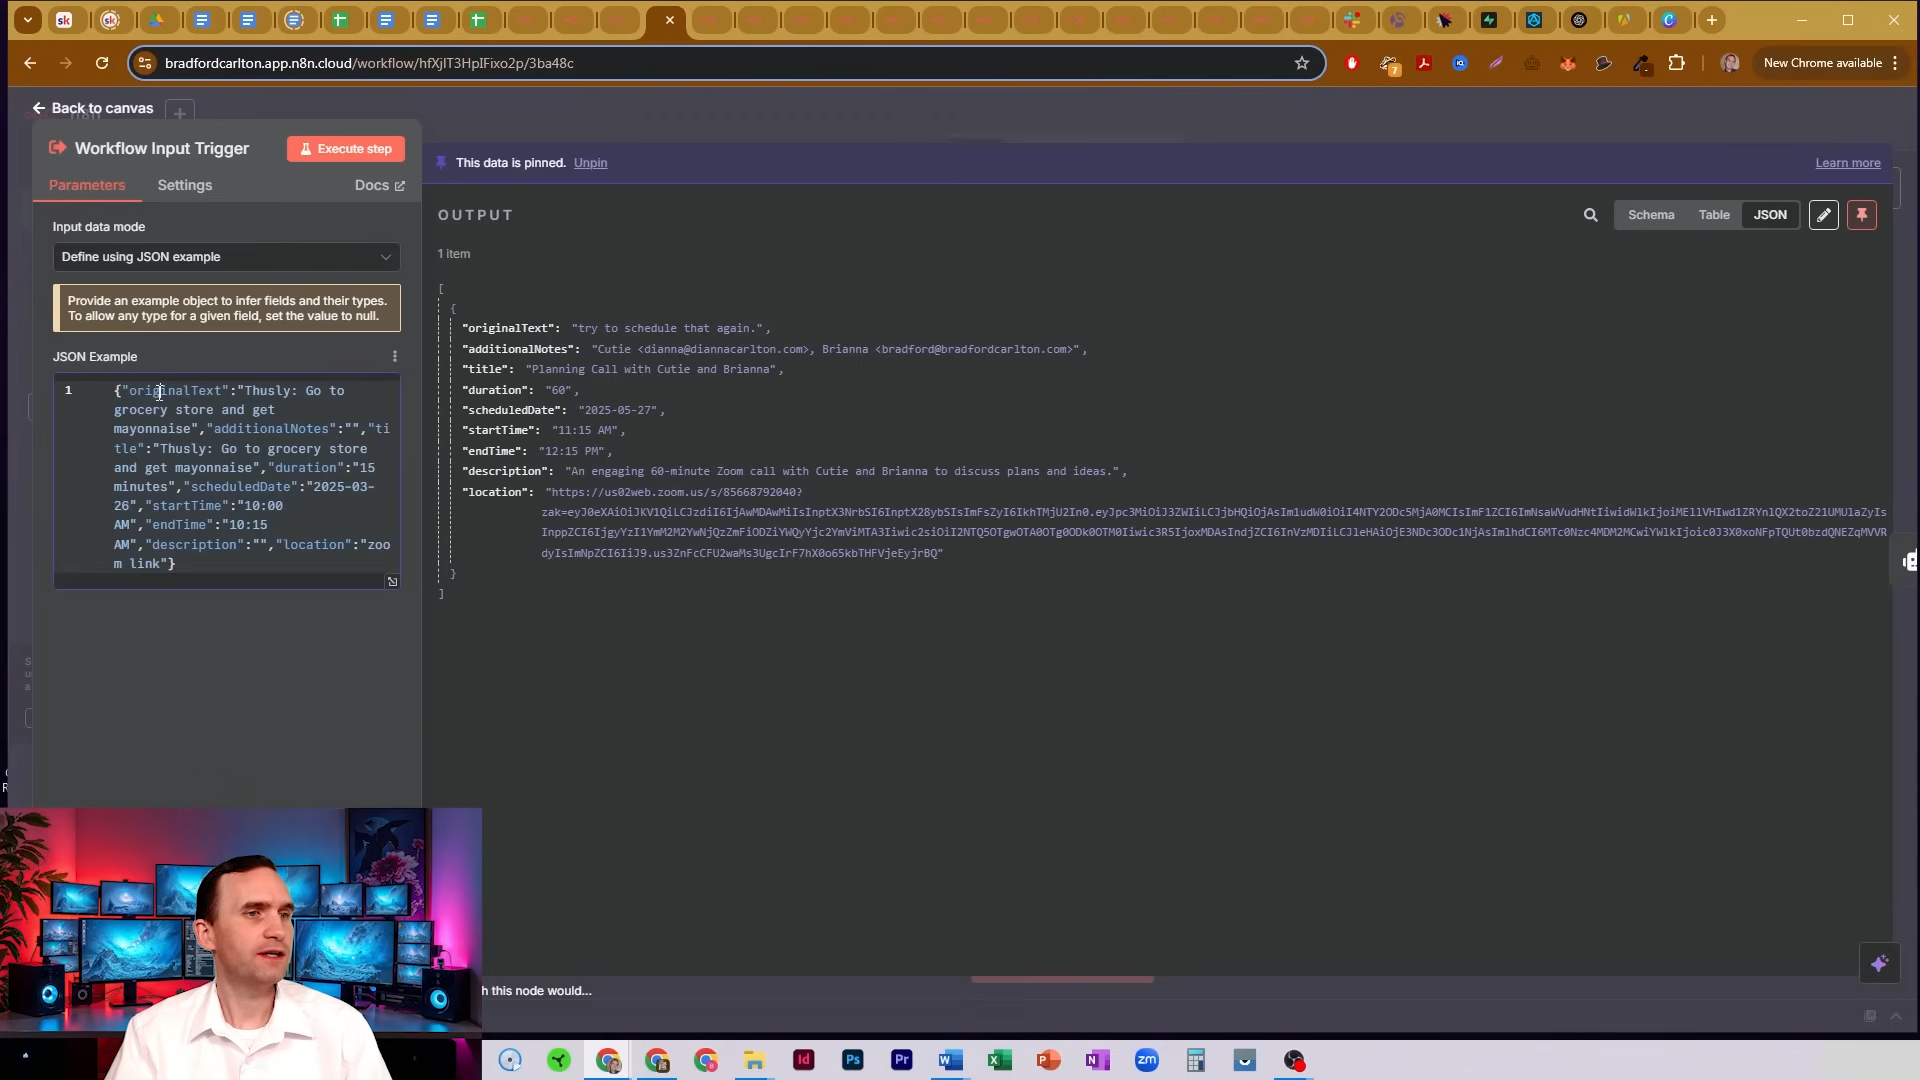 bradfordcarlton.app.n8n.cloud/workflow/hfXjlT3HpIFixo2p/3ba48c
New Chrome available
Back to canvas
Workflow Input Trigger
Execute step
Parameters
Settings
Docs
This data is pinned. Unpin
Learn more
Input data mode
Define using JSON example
Provide an example object to infer fields and their types.
To allow any type for a given field, set the value to null.
JSON Example
1
{"originalText":"Thusly: Go to
grocery store and get
mayonnaise","additionalNotes":"","ti
tle":"Thusly: Go to grocery store
and get mayonnaise","duration":"15
minutes","scheduledDate":"2025-03-
26","startTime":"10:00
AM","endTime":"10:15
AM","description":"","location":"zoo
m link"}
OUTPUT
Schema
Table
JSON
1 item
[
{
"originalText": "try to schedule that again.",
"additionalNotes": "Cutie <dianna@diannacarlton.com>, Brianna <bradford@bradfordcarlton.com>",
"title": "Planning Call with Cutie and Brianna",
"duration": "60",
"scheduledDate": "2025-05-27",
"startTime": "11:15 AM",
"endTime": "12:15 PM",
"description": "An engaging 60-minute Zoom call with Cutie and Brianna to discuss plans and ideas.",
"location": "https://us02web.zoom.us/s/85668792040?
}
]
h this node would...